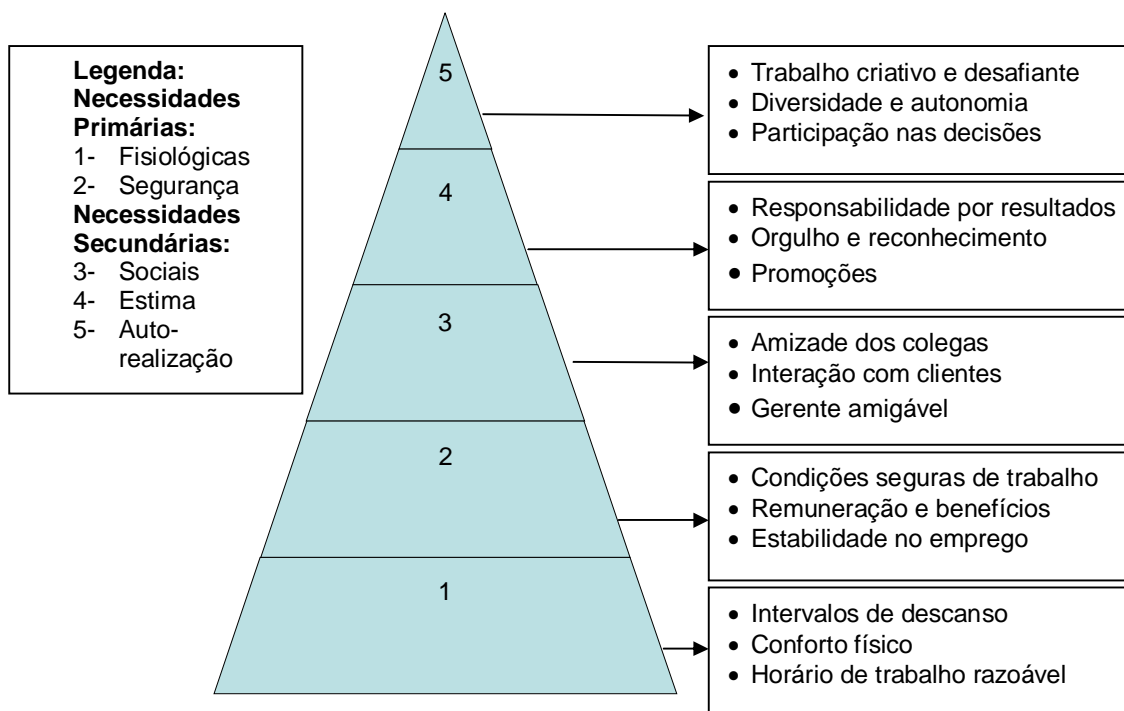 Legenda:
Necessidades
Primárias:
1- Fisiológicas
2- Segurança
Necessidades
Secundárias:
3- Sociais
4- Estima
5- Auto-
realização
5
• Trabalho criativo e desafiante
• Diversidade e autonomia
• Participação nas decisões
4
• Responsabilidade por resultados
• Orgulho e reconhecimento
• Promoções
3
• Amizade dos colegas
• Interação com clientes
• Gerente amigável
2
• Condições seguras de trabalho
• Remuneração e benefícios
• Estabilidade no emprego
1
• Intervalos de descanso
• Conforto físico
• Horário de trabalho razoável